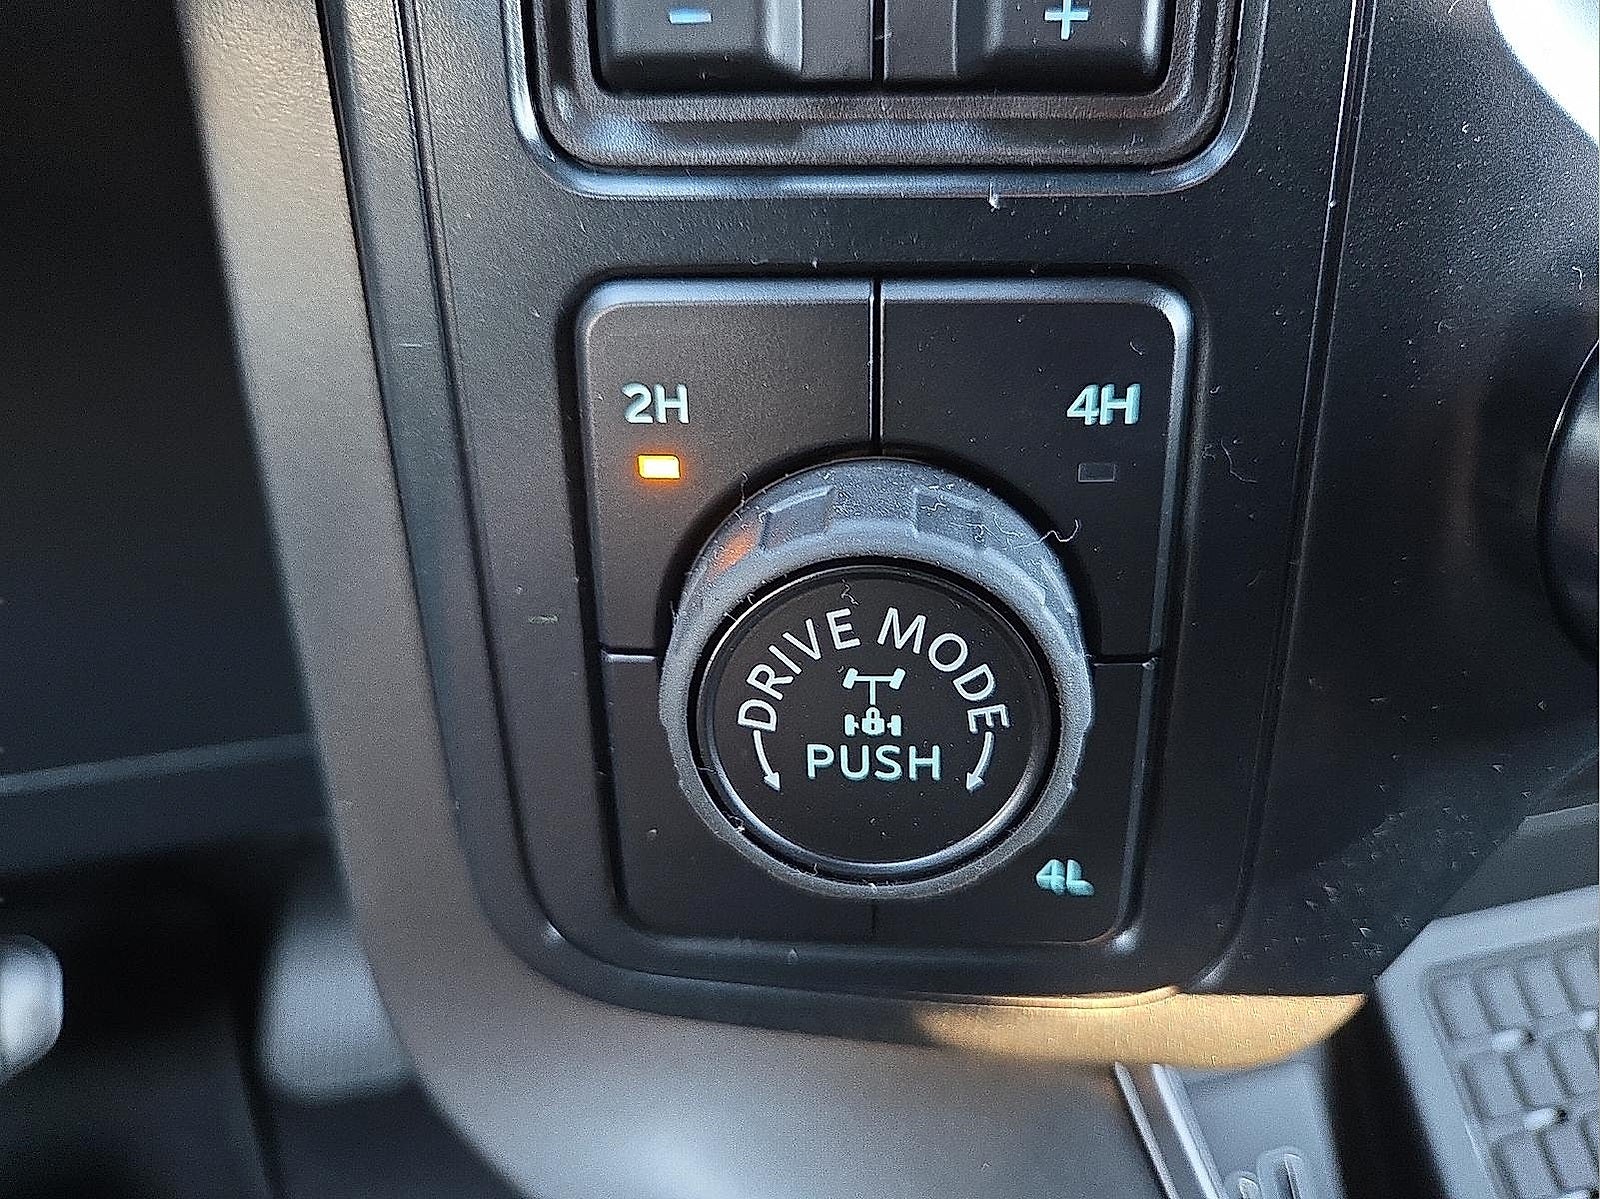 - +
2H 4H
DRIVE MODE
PUSH
4L